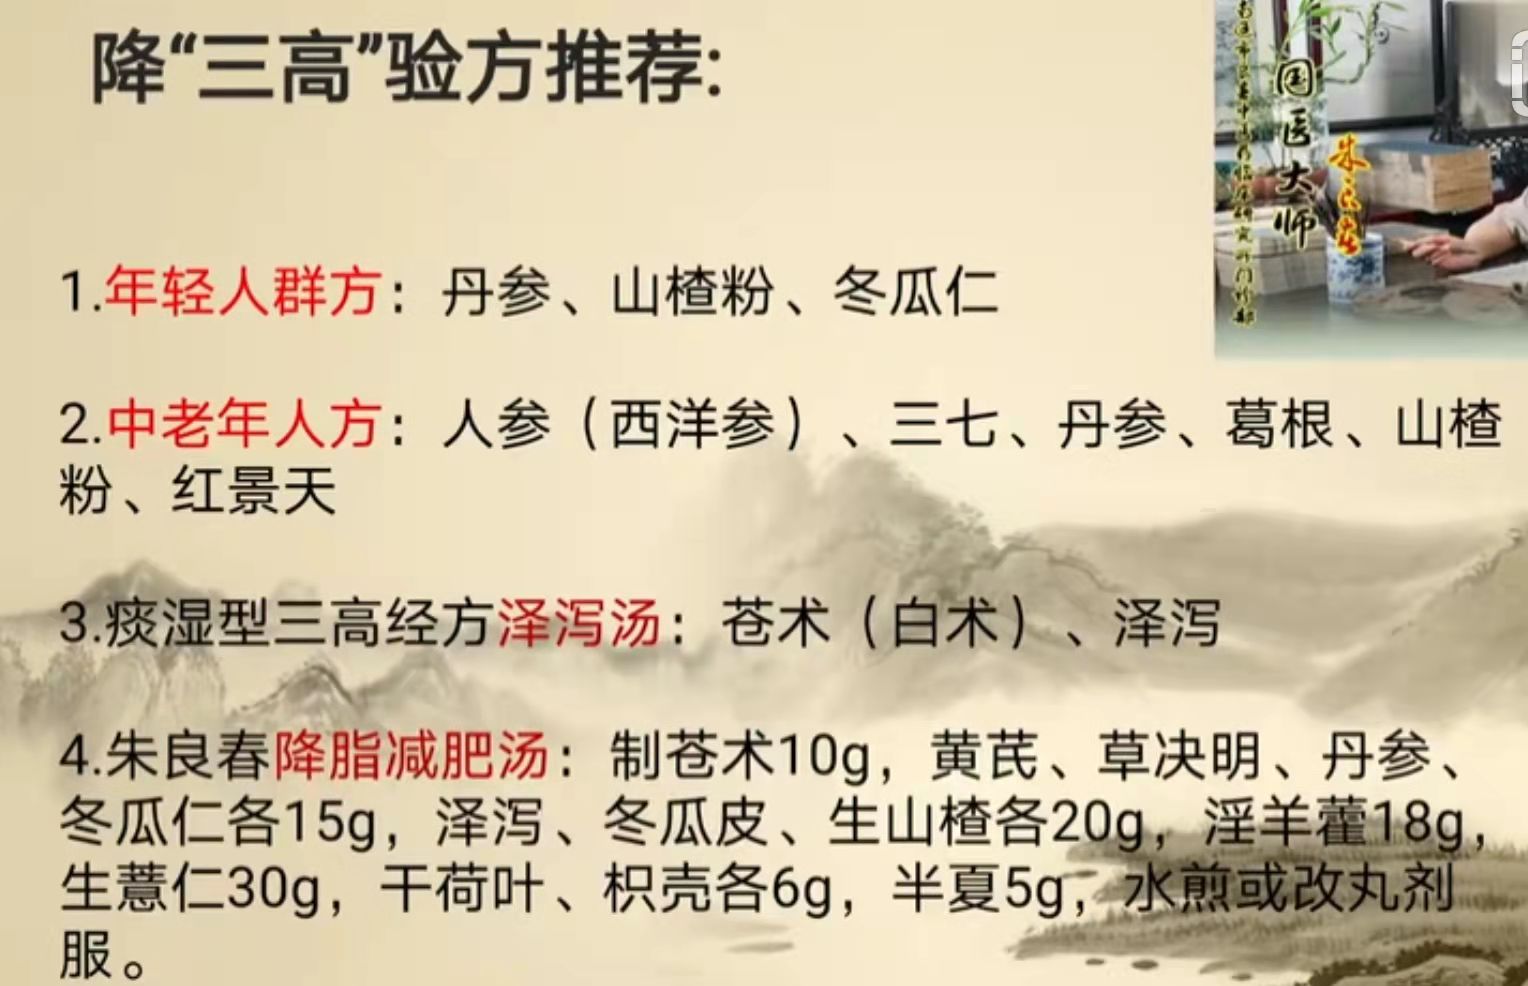 降“三高”验方推荐:
国医大师
1.年轻人群方：丹参、山楂粉、冬瓜仁
2.中老年人方：人参（西洋参）、三七、丹参、葛根、山楂
粉、红景天
3.痰湿型三高经方泽泻汤：苍术（白术）、泽泻
4.朱良春降脂减肥汤：制苍术10g，黄芪、草决明、丹参、
冬瓜仁各15g，泽泻、冬瓜皮、生山楂各20g，淫羊藿18g，
生薏仁30g，干荷叶、枳壳各6g，半夏5g，水煎或改丸剂
服。